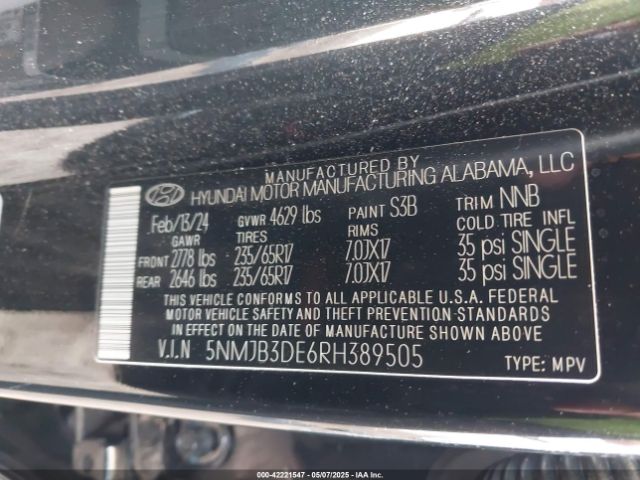 MANUFACTURED BY
HYUNDAI MOTOR MANUFACTURING ALABAMA, LLC
Feb/13/24 GVWR 4629 lbs PAINT S3B TRIM NNB
GAWR TIRES RIMS COLD TIRE INFL
FRONT 2778 lbs 235/65R17 7.0JX17 35 psi SINGLE
REAR 2646 lbs 235/65R17 7.0JX17 35 psi SINGLE
THIS VEHICLE CONFORMS TO ALL APPLICABLE U.S.A. FEDERAL
MOTOR VEHICLE SAFETY, BUMPER, AND THEFT PREVENTION
STANDARDS IN EFFECT ON THE DATE OF MANUFACTURE SHOWN ABOVE.
V.I.N 5NMJB3DE6RH389505 TYPE: MPV
000-42221547 - 05/07/2025 - IAAI.COM